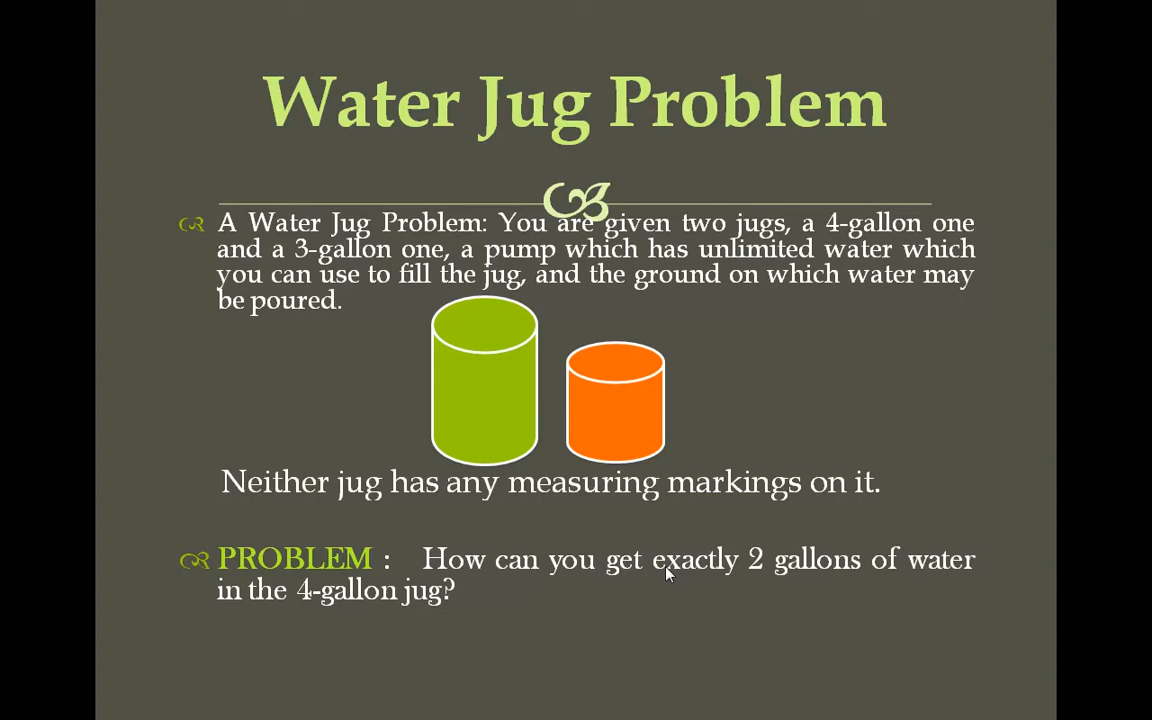 Water Jug Problem
A Water Jug Problem: You are given two jugs, a 4-gallon one
and a 3-gallon one, a pump which has unlimited water which
you can use to fill the jug, and the ground on which water may
be poured.
Neither jug has any measuring markings on it.
PROBLEM : How can you get exactly 2 gallons of water
in the 4-gallon jug?